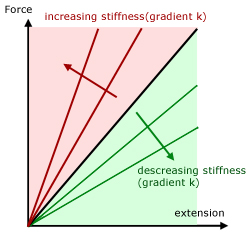 Force
increasing stiffness(gradient k)
descreasing stiffness
(gradient k)
extension